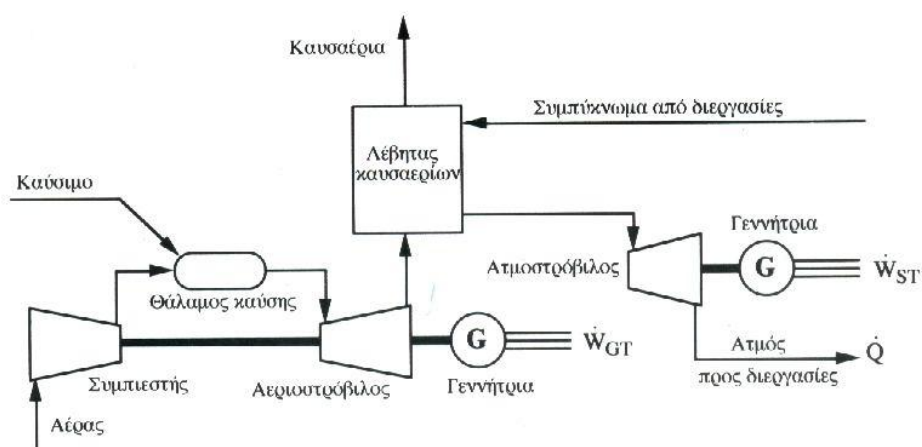 Καυσαέρια
Συμπύκνωμα από διεργασίες
Λέβητας
καυσαερίων
Καύσιμο
Γεννήτρια
Ατμοστρόβιλος
G
Ẇ_ST
Θάλαμος καύσης
G
Ẇ_GT
Ατμός
προς διεργασίες
Q̇
Συμπιεστής
Αεριοστρόβιλος
Γεννήτρια
Αέρας